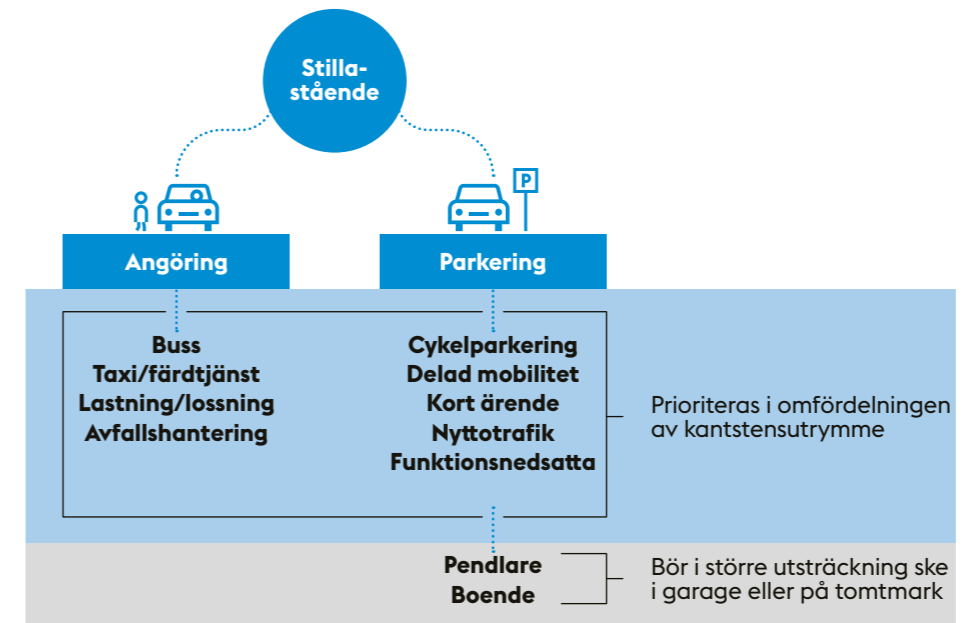 Stilla-
stående
P
Angöring
Parkering
Buss
Taxi/färdtjänst
Lastning/lossning
Avfallshantering
Cykelparkering
Delad mobilitet
Kort ärende
Nyttotrafik
Funktionsnedsatta
Prioriteras i omfördelningen
av kantstensutrymme
Pendlare
Boende
Bör i större utsträckning ske
i garage eller på tomtmark